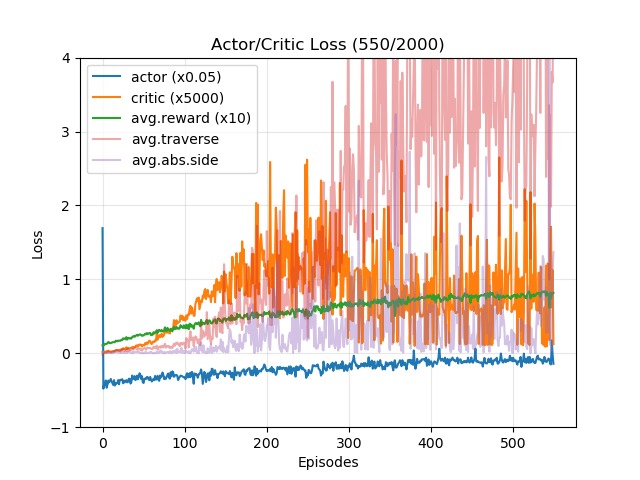 Actor/Critic Loss (550/2000)
4
3
2
1
0
−1
Loss
actor (x0.05)
critic (x5000)
avg.reward (x10)
avg.traverse
avg.abs.side
0 100 200 300 400 500
Episodes